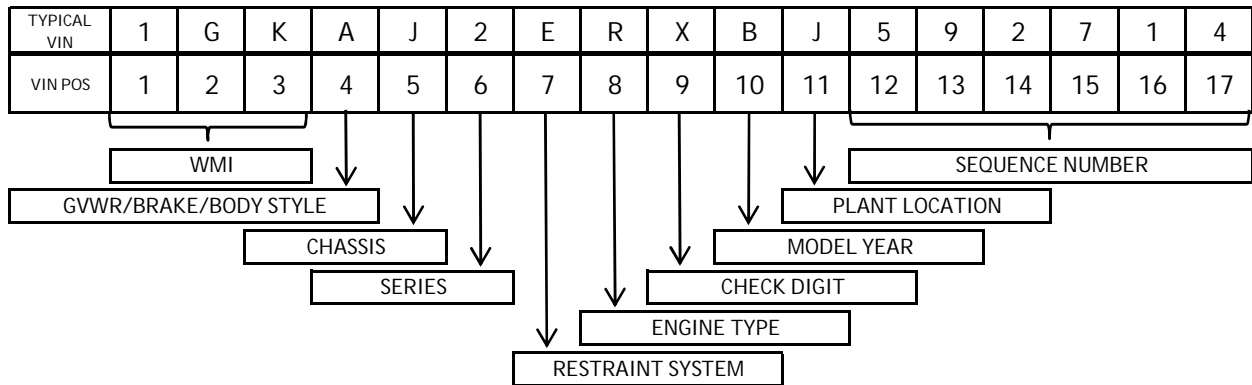 TYPICAL VIN 1 G K A J 2 E R X B J 5 9 2 7 1 4
VIN POS 1 2 3 4 5 6 7 8 9 10 11 12 13 14 15 16 17
WMI SEQUENCE NUMBER
GVWR/BRAKE/BODY STYLE PLANT LOCATION
CHASSIS MODEL YEAR
SERIES CHECK DIGIT
ENGINE TYPE
RESTRAINT SYSTEM